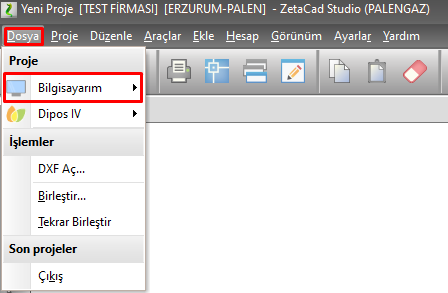 Yeni Proje [TEST FİRMASI] [ERZURUM-PALEN] - ZetaCad Studio (PALENGAZ)
Dosya Proje Düzenle Araçlar Ekle Hesap Görünüm Ayarlar Yardım
Proje
Bilgisayarım
Dipos IV
İşlemler
DXF Aç...
Birleştir...
Tekrar Birleştir
Son projeler
Çıkış